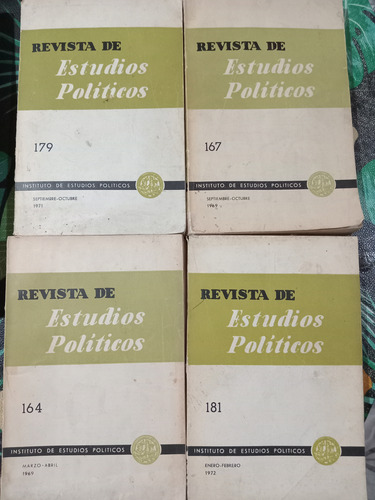 REVISTA DE
Estudios
Políticos
179
INSTITUTO DE ESTUDIOS POLITICOS
SEPTIEMBRE-OCTUBRE
1971
REVISTA DE
Estudios
Políticos
167
INSTITUTO DE ESTUDIOS POLITICOS
SEPTIEMBRE-OCTUBRE
1969
REVISTA DE
Estudios
Políticos
164
INSTITUTO DE ESTUDIOS POLITICOS
MARZO-ABRIL
1969
REVISTA DE
Estudios
Políticos
181
INSTITUTO DE ESTUDIOS POLITICOS
ENERO-FEBRERO
1972